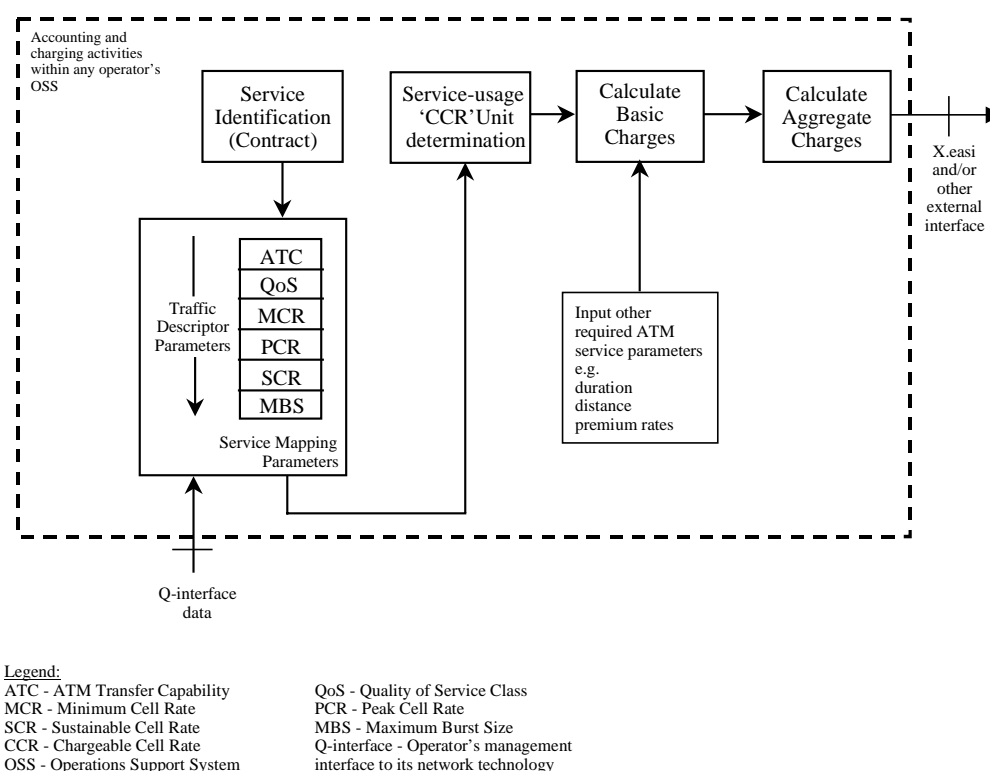 Accounting and
charging activities
within any operator's
OSS
Service
Identification
(Contract)
Service-usage
'CCR'Unit
determination
Calculate
Basic
Charges
Calculate
Aggregate
Charges
X.easi
and/or
other
external
interface
Traffic
Descriptor
Parameters
ATC
QoS
MCR
PCR
SCR
MBS
Service Mapping
Parameters
Input other
required ATM
service parameters
e.g.
duration
distance
premium rates
Q-interface
data
Legend:
ATC - ATM Transfer Capability
MCR - Minimum Cell Rate
SCR - Sustainable Cell Rate
CCR - Chargeable Cell Rate
OSS - Operations Support System
QoS - Quality of Service Class
PCR - Peak Cell Rate
MBS - Maximum Burst Size
Q-interface - Operator's management
interface to its network technology